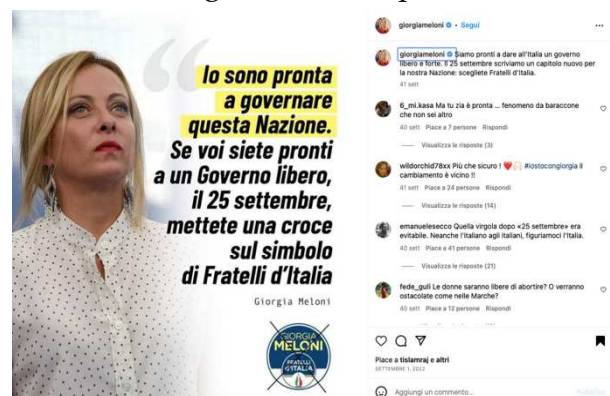 Io sono pronta
a governare
questa Nazione.
Se voi siete pronti
a un Governo libero,
il 25 settembre,
mettete una croce
sul simbolo
di Fratelli d'Italia
Giorgia Meloni
GIORGIA
MELONI
FRATELLI
d'ITALIA
giorgiameloni • Segui
giorgiameloni Siamo pronti a dare all'Italia un governo
libero e forte. Il 25 settembre scriviamo un capitolo nuovo per
la nostra Nazione: scegliete Fratelli d'Italia.
41 sett
6_mi.kasa Ma tu zia è pronta ... fenomeno da baraccone
che non sei altro
40 sett Piace a 7 persone Rispondi
Visualizza le risposte (3)
wildorchid78xx Più che sicuro ! ❤️ #iostocongiorgia il
cambiamento è vicino !!
41 sett Piace a 24 persone Rispondi
Visualizza le risposte (14)
emanuelesecco Quella virgola dopo «25 settembre» era
evitabile. Neanche l'italiano agli italiani, figuriamoci l'Italia.
40 sett Piace a 41 persone Rispondi
Visualizza le risposte (21)
fede_guli Le donne saranno libere di abortire? O verranno
ostacolate come nelle Marche?
40 sett Piace a 12 persone Rispondi
Piace a tislamraj e altri
SETTEMBRE 1, 2022
Aggiungi un commento...
Pubblica